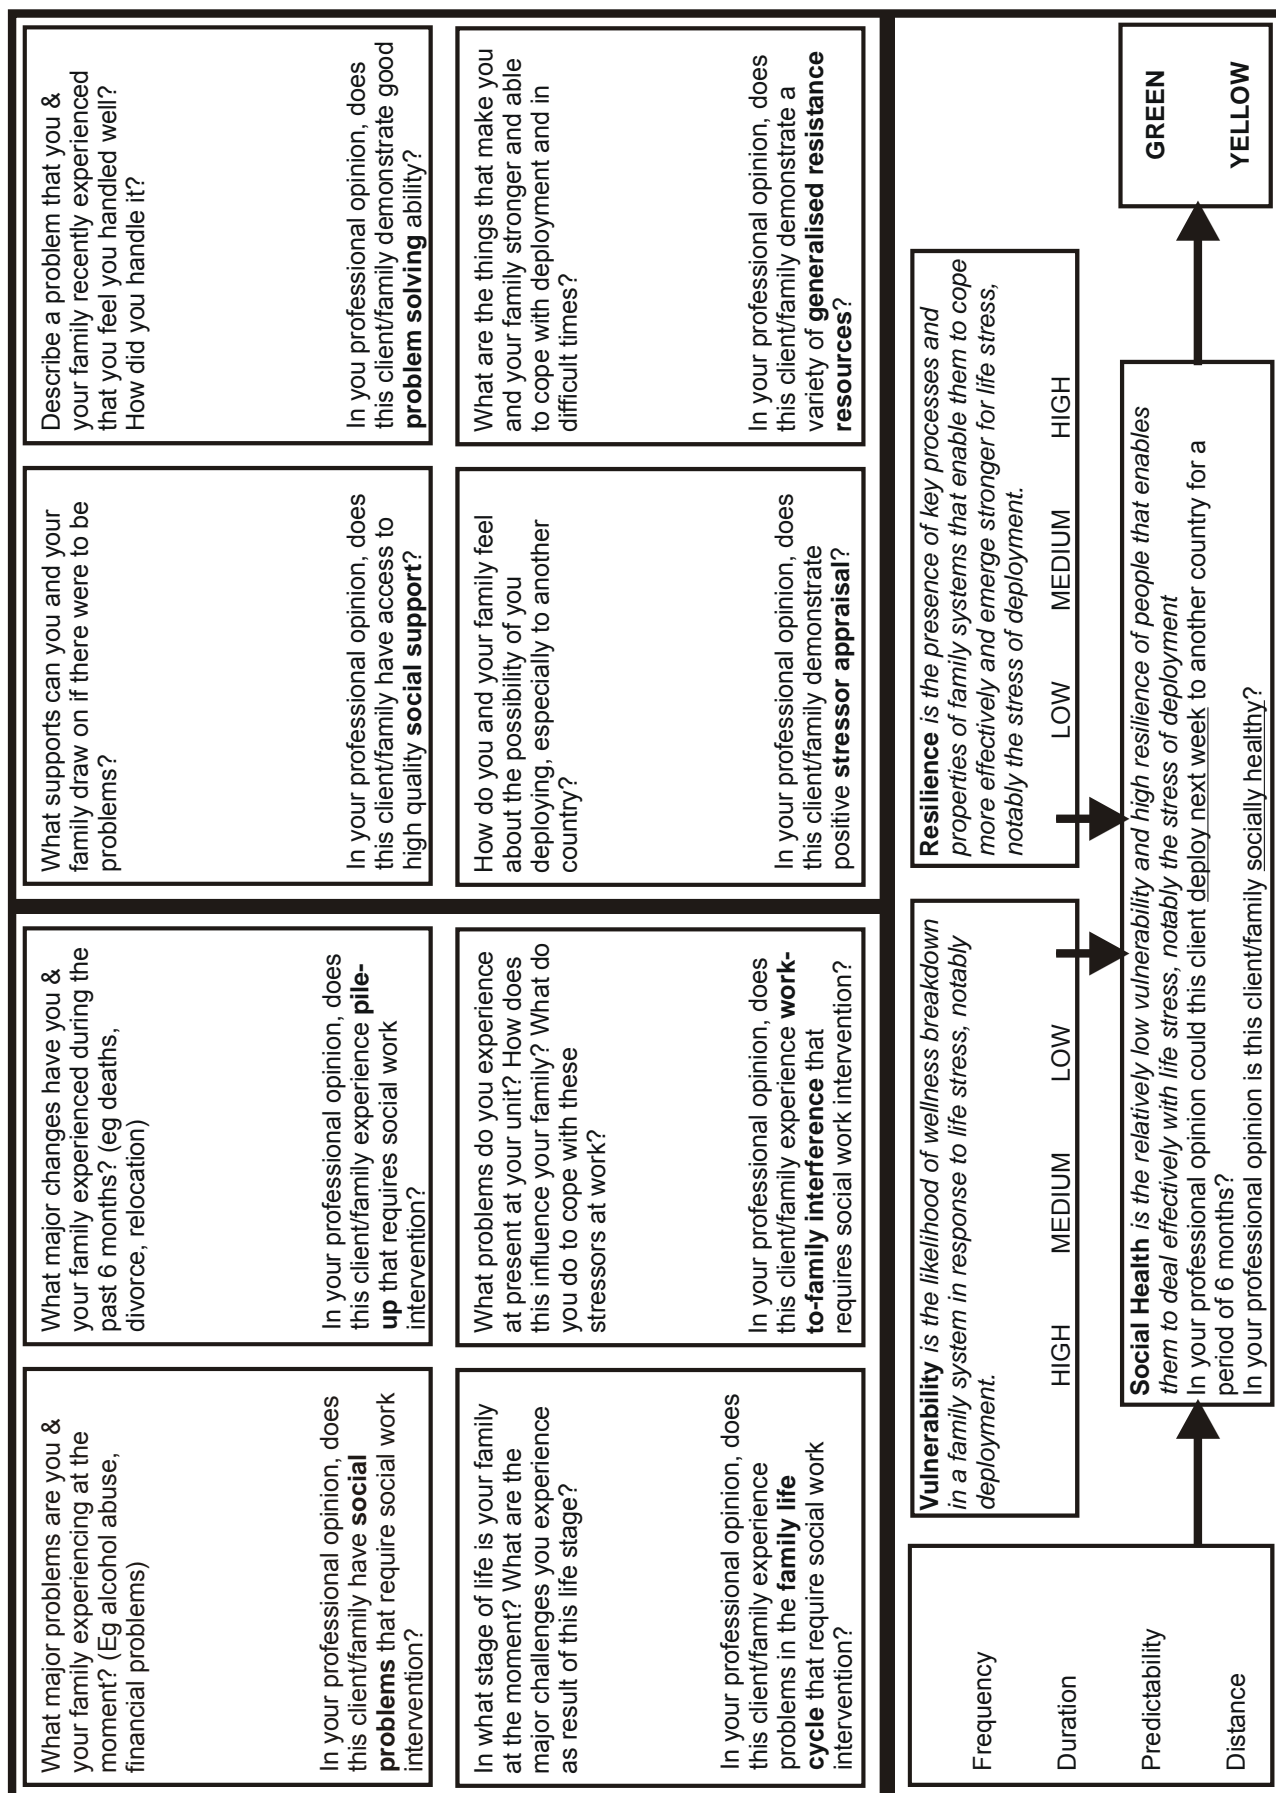 What major problems are you &
your family experiencing at the
moment? (Eg alcohol abuse,
financial problems)
In your professional opinion, does
this client/family have social
problems that require social work
intervention?
What major changes have you &
your family experienced during the
past 6 months? (eg deaths,
divorce, relocation)
In your professional opinion, does
this client/family experience pile-
up that requires social work
intervention?
What supports can you and your
family draw on if there were to be
problems?
In your professional opinion, does
this client/family have access to
high quality social support?
Describe a problem that you &
your family recently experienced
that you feel you handled well?
How did you handle it?
In you professional opinion, does
this client/family demonstrate good
problem solving ability?
In what stage of life is your family
at the moment? What are the
major challenges you experience
as result of this life stage?
In your professional opinion, does
this client/family experience
problems in the family life
cycle that require social work
intervention?
What problems do you experience
at present at your unit? How does
this influence your family? What do
you do to cope with these
stressors at work?
In your professional opinion, does
this client/family experience work-
to-family interference that
requires social work intervention?
How do you and your family feel
about the possibility of you
deploying, especially to another
country?
In your professional opinion, does
this client/family demonstrate
positive stressor appraisal?
What are the things that make you
and your family stronger and able
to cope with deployment and in
difficult times?
In your professional opinion, does
this client/family demonstrate a
variety of generalised resistance
resources?
Frequency
Duration
Predictability
Distance
Vulnerability is the likelihood of wellness breakdown
in a family system in response to life stress, notably
deployment.
HIGH MEDIUM LOW
Resilience is the presence of key processes and
properties of family systems that enable them to cope
more effectively and emerge stronger for life stress,
notably the stress of deployment.
LOW MEDIUM HIGH
Social Health is the relatively low vulnerability and high resilience of people that enables
them to deal effectively with life stress, notably the stress of deployment
In your professional opinion could this client deploy next week to another country for a
period of 6 months?
In your professional opinion is this client/family socially healthy?
GREEN
YELLOW